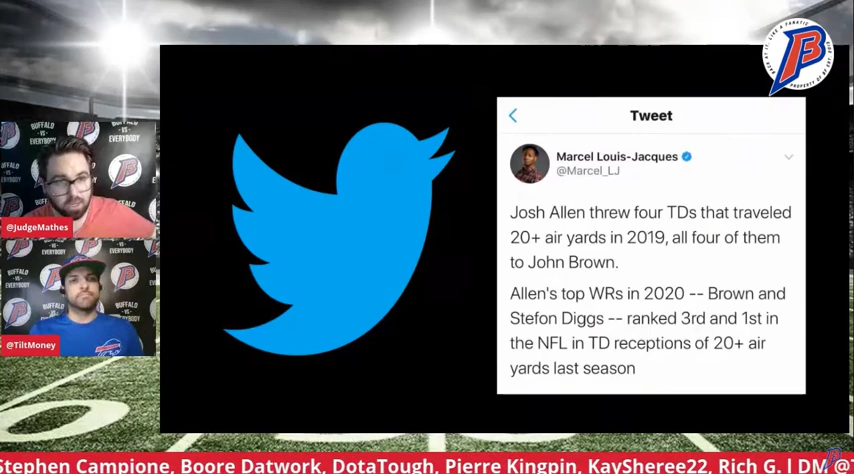 Tweet
Marcel Louis-Jacques
@Marcel_LJ
Josh Allen threw four TDs that traveled
20+ air yards in 2019, all four of them
to John Brown.
Allen's top WRs in 2020 -- Brown and
Stefon Diggs -- ranked 3rd and 1st in
the NFL in TD receptions of 20+ air
yards last season
BUFFALO
-VS-
EVERYBODY
@JudgeMathes
BUFFALO
-VS-
EVERYBODY
@TiltMoney
Stephen Campione, Boore Datwork, DotaTough, Pierre Kingpin, KaySheree22, Rich G. | DM @T